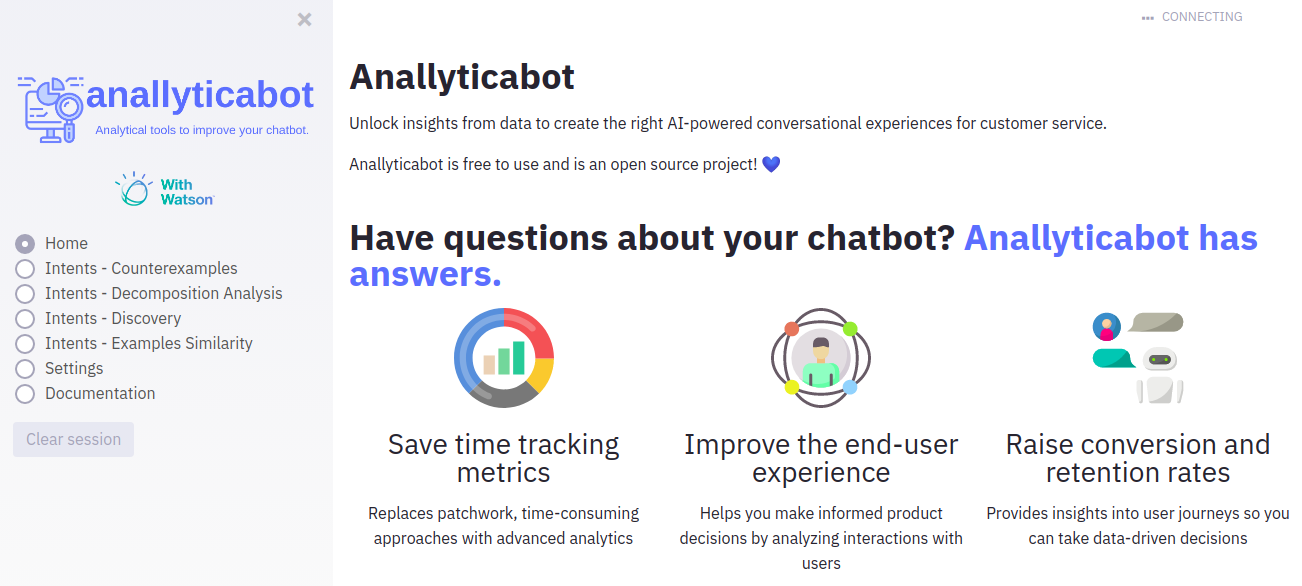 anallyticabot
Analytical tools to improve your chatbot.
With
Watson
Home
Intents - Counterexamples
Intents - Decomposition Analysis
Intents - Discovery
Intents - Examples Similarity
Settings
Documentation
Clear session
CONNECTING
Anallyticabot
Unlock insights from data to create the right AI-powered conversational experiences for customer service.
Anallyticabot is free to use and is an open source project! 💙
Have questions about your chatbot? Anallyticabot has
answers.
Save time tracking
metrics
Replaces patchwork, time-consuming
approaches with advanced analytics
Improve the end-user
experience
Helps you make informed product
decisions by analyzing interactions with
users
Raise conversion and
retention rates
Provides insights into user journeys so you
can take data-driven decisions